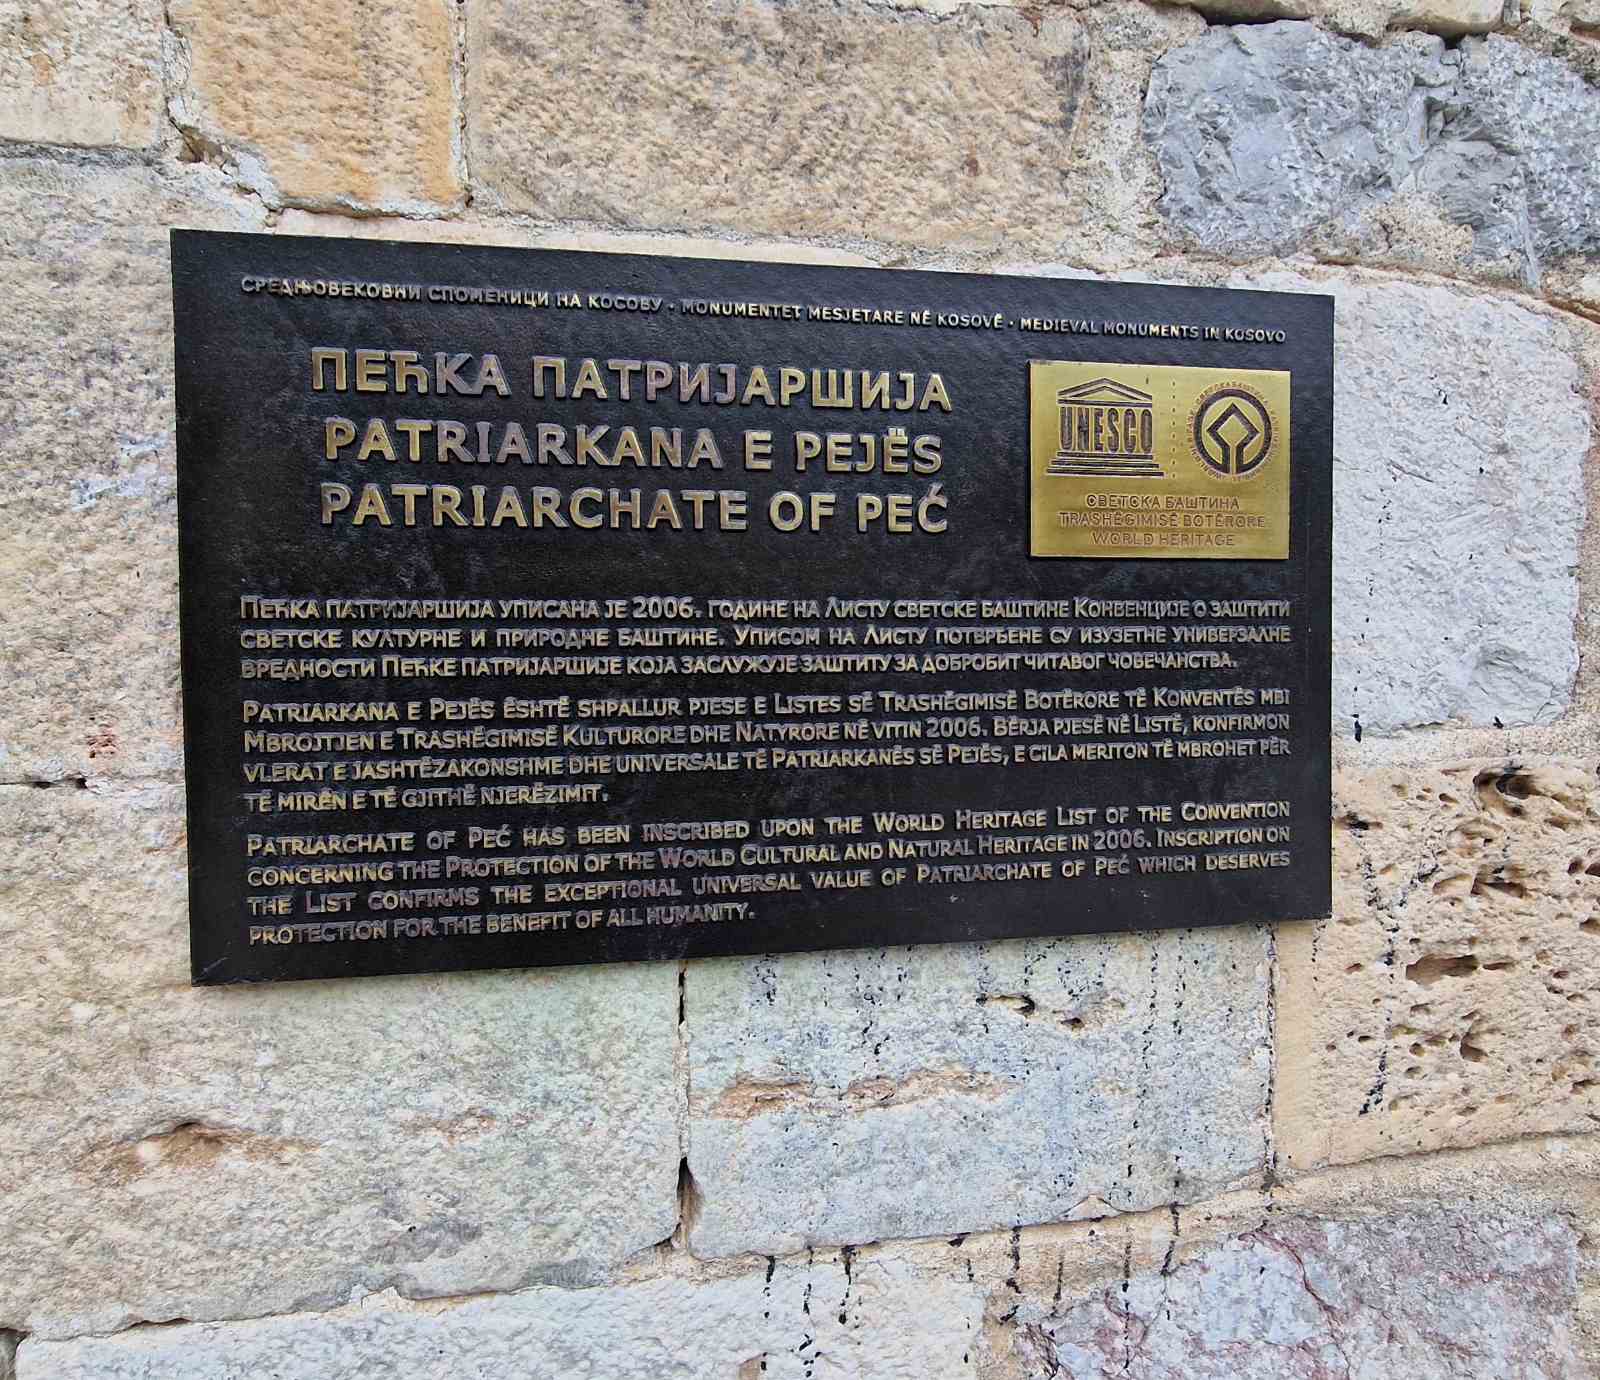 СРЕДЊОВЕКОВНИ СПОМЕНИЦИ НА КОСОВУ · MONUMENTET MESJETARE NË KOSOVË · MEDIEVAL MONUMENTS IN KOSOVO
ПЕЋКА ПАТРИЈАРШИЈА
PATRIARKANA E PEJËS
PATRIARCHATE OF PEĆ
UNESCO
СВЕТСКА БАШТИНА
TRASHËGIMISË BOTËRORE
WORLD HERITAGE
ПЕЋКА ПАТРИЈАРШИЈА УПИСАНА ЈЕ 2006. ГОДИНЕ НА ЛИСТУ СВЕТСКЕ БАШТИНЕ КОНВЕНЦИЈЕ О ЗАШТИТИ
СВЕТСКЕ КУЛТУРНЕ И ПРИРОДНЕ БАШТИНЕ. УПИСОМ НА ЛИСТУ ПОТВРЂЕНЕ СУ ИЗУЗЕТНЕ УНИВЕРЗАЛНЕ
ВРЕДНОСТИ ПЕЋКЕ ПАТРИЈАРШИЈЕ КОЈА ЗАСЛУЖУЈЕ ЗАШТИТУ ЗА ДОБРОБИТ ЧИТАВОГ ЧОВЕЧАНСТВА.
PATRIARKANA E PEJËS ËSHTË SHPALLUR PJESE E LISTES SË TRASHËGIMISË BOTËRORE TË KONVENTËS MBI
MBROJTJEN E TRASHËGIMISË KULTURORE DHE NATYRORE NË VITIN 2006. BËRJA PJESË NË LISTË, KONFIRMON
VLERAT E JASHTËZAKONSHME DHE UNIVERSALE TË PATRIARKANËS SË PEJËS, E CILA MERITON TË MBROHET PËR
TË MIRËN E TË GJITHË NJERËZIMIT.
PATRIARCHATE OF PEĆ HAS BEEN INSCRIBED UPON THE WORLD HERITAGE LIST OF THE CONVENTION
CONCERNING THE PROTECTION OF THE WORLD CULTURAL AND NATURAL HERITAGE IN 2006. INSCRIPTION ON
THE LIST CONFIRMS THE EXCEPTIONAL UNIVERSAL VALUE OF PATRIARCHATE OF PEĆ WHICH DESERVES
PROTECTION FOR THE BENEFIT OF ALL HUMANITY.